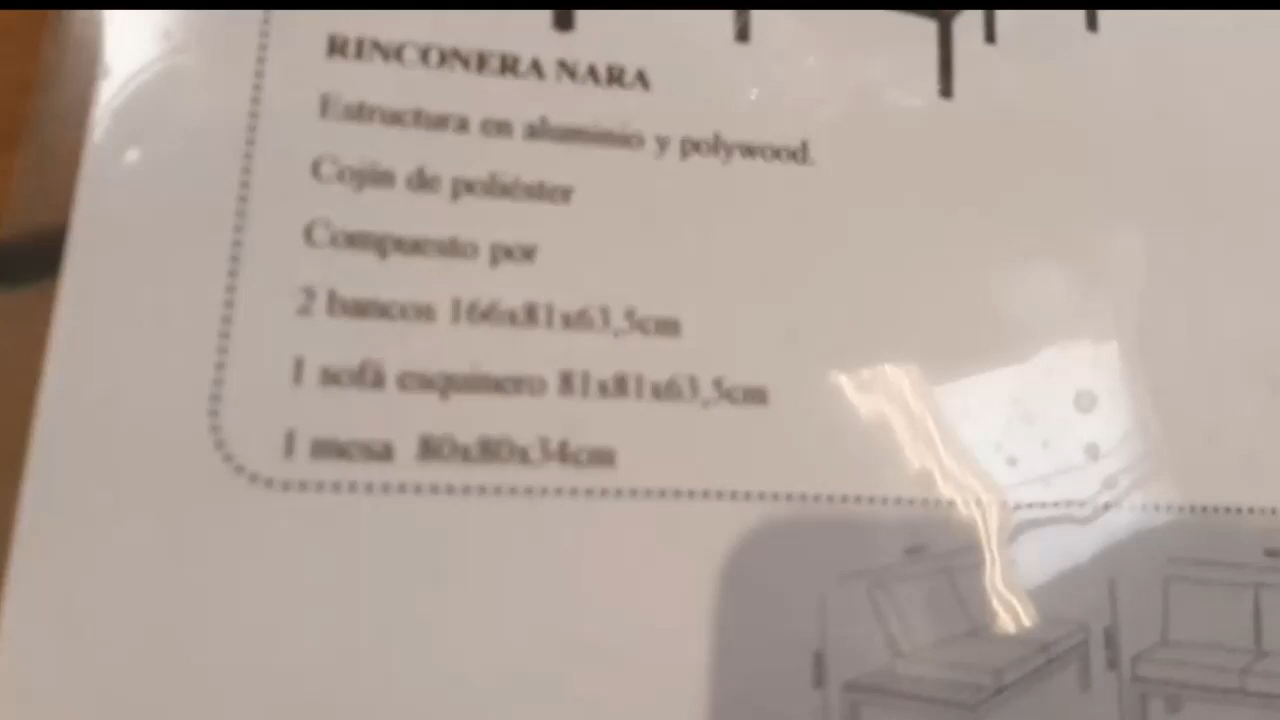 RINCONERA NARA
Estructura en aluminio y polywood.
Cojín de poliéster
Compuesto por
2 bancos 166x81x63,5cm
1 sofá esquinero 81x81x63,5cm
1 mesa 80x80x34cm